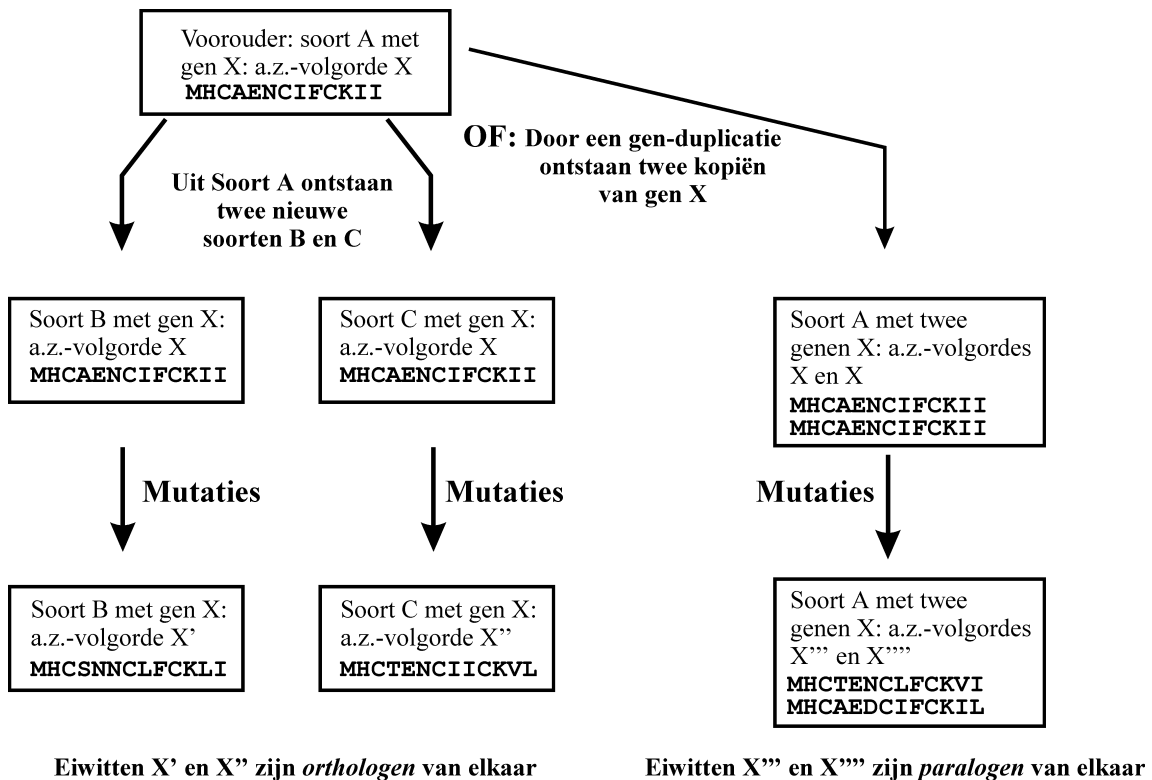 Voorouder: soort A met
gen X: a.z.-volgorde X
MHCAENCIFCKII
OF: Door een gen-duplicatie
ontstaan twee kopiën
van gen X
Uit Soort A ontstaan
twee nieuwe
soorten B en C
Soort B met gen X:
a.z.-volgorde X
MHCAENCIFCKII
Soort C met gen X:
a.z.-volgorde X
MHCAENCIFCKII
Soort A met twee
genen X: a.z.-volgordes
X en X
MHCAENCIFCKII
MHCAENCIFCKII
Mutaties
Mutaties
Mutaties
Soort B met gen X:
a.z.-volgorde X’
MHCSNNCLFCKLI
Soort C met gen X:
a.z.-volgorde X’’
MHCTENCIICKVL
Soort A met twee
genen X: a.z.-volgordes
X’’’ en X’’’’
MHCTENCLFCKVI
MHCAEDCIFCKIL
Eiwitten X’ en X’’ zijn orthologen van elkaar
Eiwitten X’’’ en X’’’’ zijn paralogen van elkaar